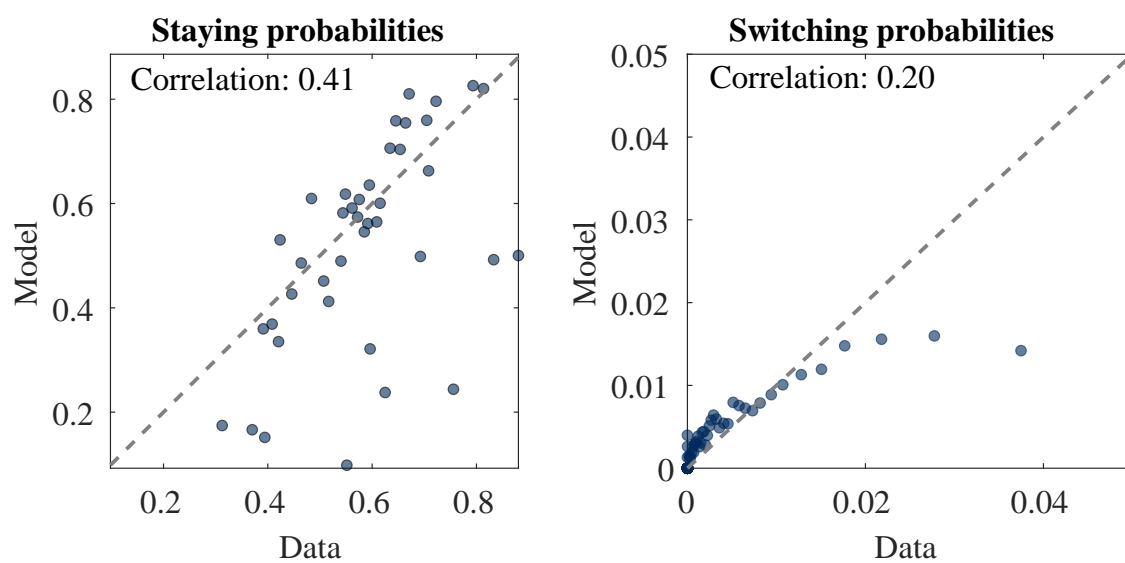 Staying probabilities
Correlation: 0.41
0.8
0.6
0.4
0.2
Model
0.2 0.4 0.6 0.8
Data
Switching probabilities
Correlation: 0.20
0.05
0.04
0.03
0.02
0.01
0
Model
0 0.02 0.04
Data